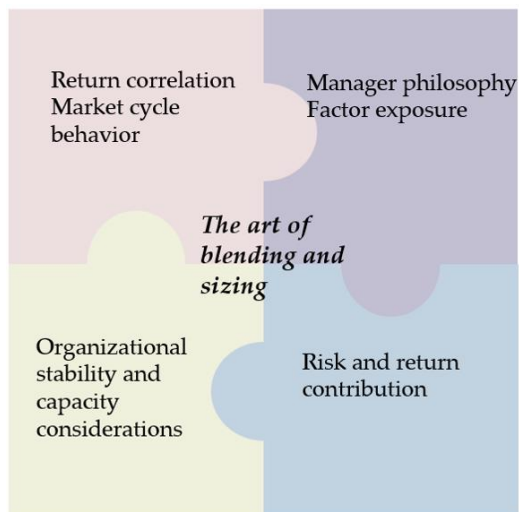 Return correlation
Market cycle
behavior
Manager philosophy
Factor exposure
The art of
blending and
sizing
Organizational
stability and
capacity
considerations
Risk and return
contribution